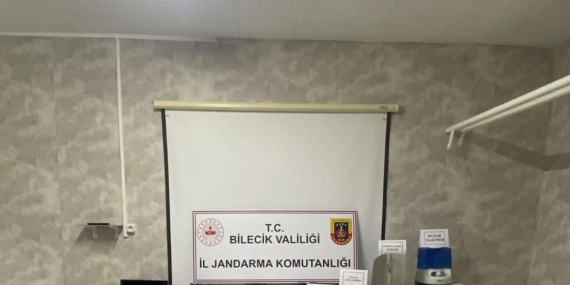 T.C.
BİLECİK VALİLİĞİ
İL JANDARMA KOMUTANLIĞI